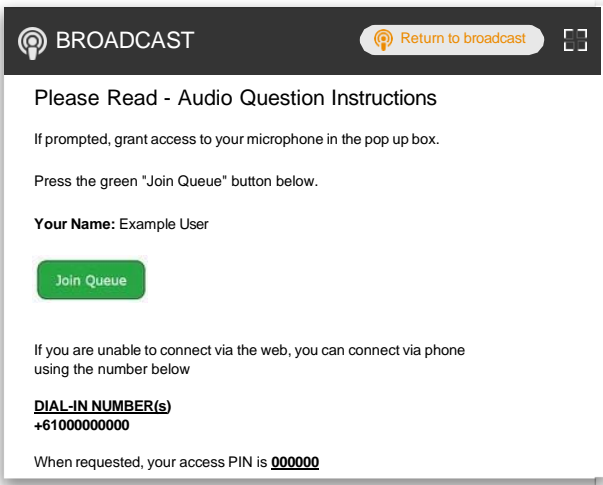 BROADCAST
Return to broadcast
Please Read - Audio Question Instructions
If prompted, grant access to your microphone in the pop up box.
Press the green "Join Queue" button below.
Your Name: Example User
Join Queue
If you are unable to connect via the web, you can connect via phone
using the number below
DIAL-IN NUMBER(s)
+61000000000
When requested, your access PIN is 000000